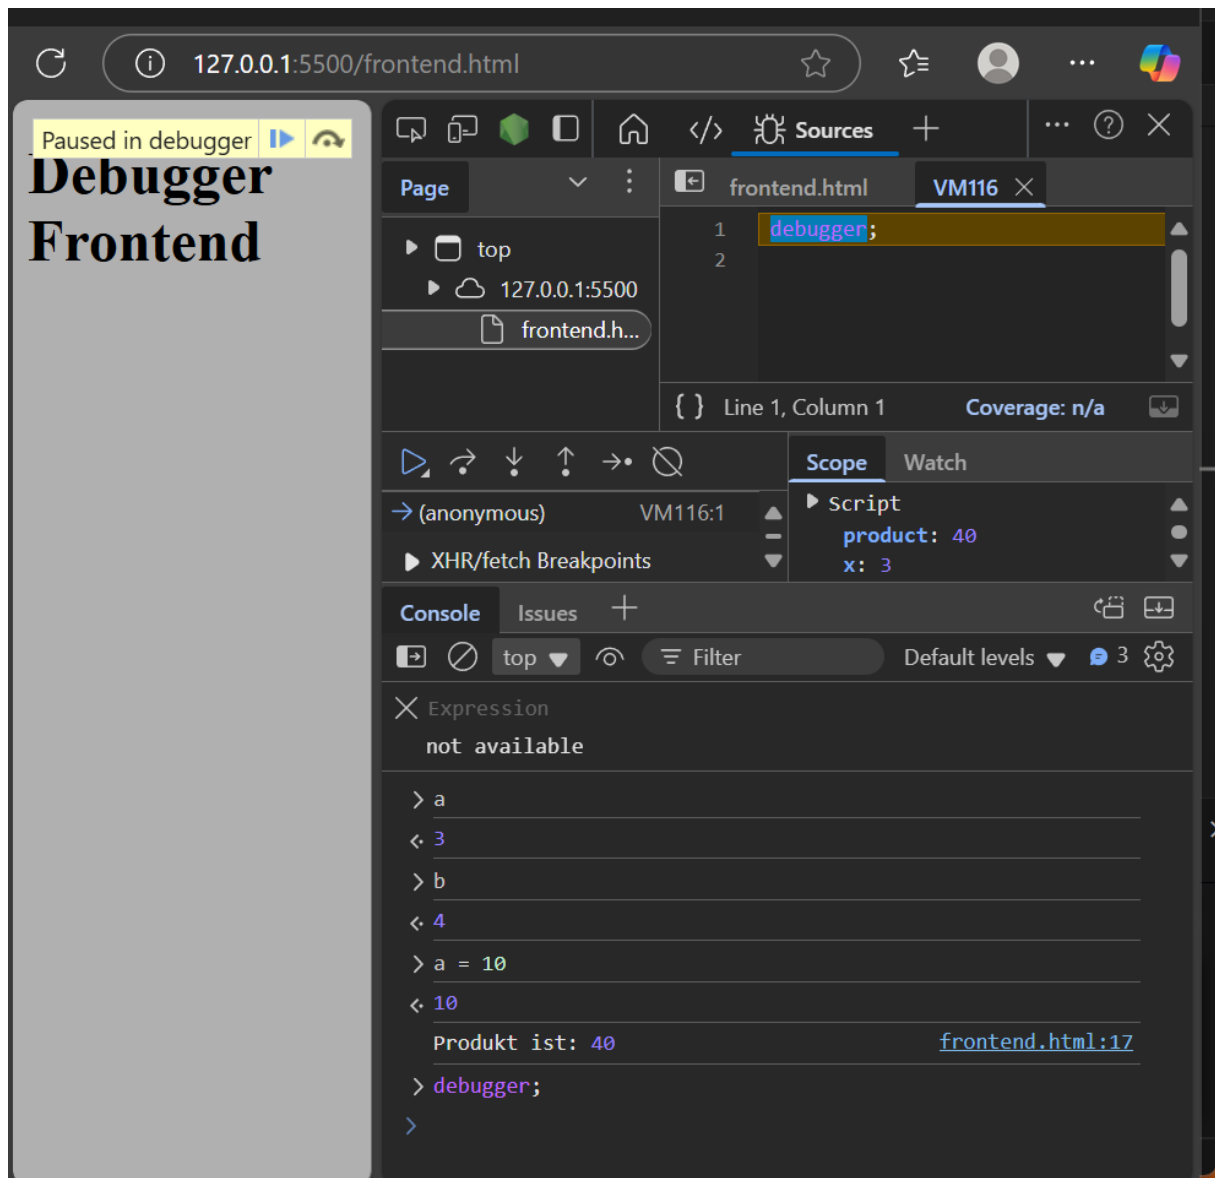 127.0.0.1:5500/frontend.html
Paused in debugger
Debugger
Frontend
Sources
Page
frontend.html
VM116
top
127.0.0.1:5500
frontend.h...
1
debugger;
2
{ } Line 1, Column 1
Coverage: n/a
Scope
Watch
(anonymous)
VM116:1
XHR/fetch Breakpoints
Script
product: 40
x: 3
Console
Issues
top
Filter
Default levels
3
Expression
not available
a
3
b
4
a = 10
10
Produkt ist: 40
frontend.html:17
debugger;